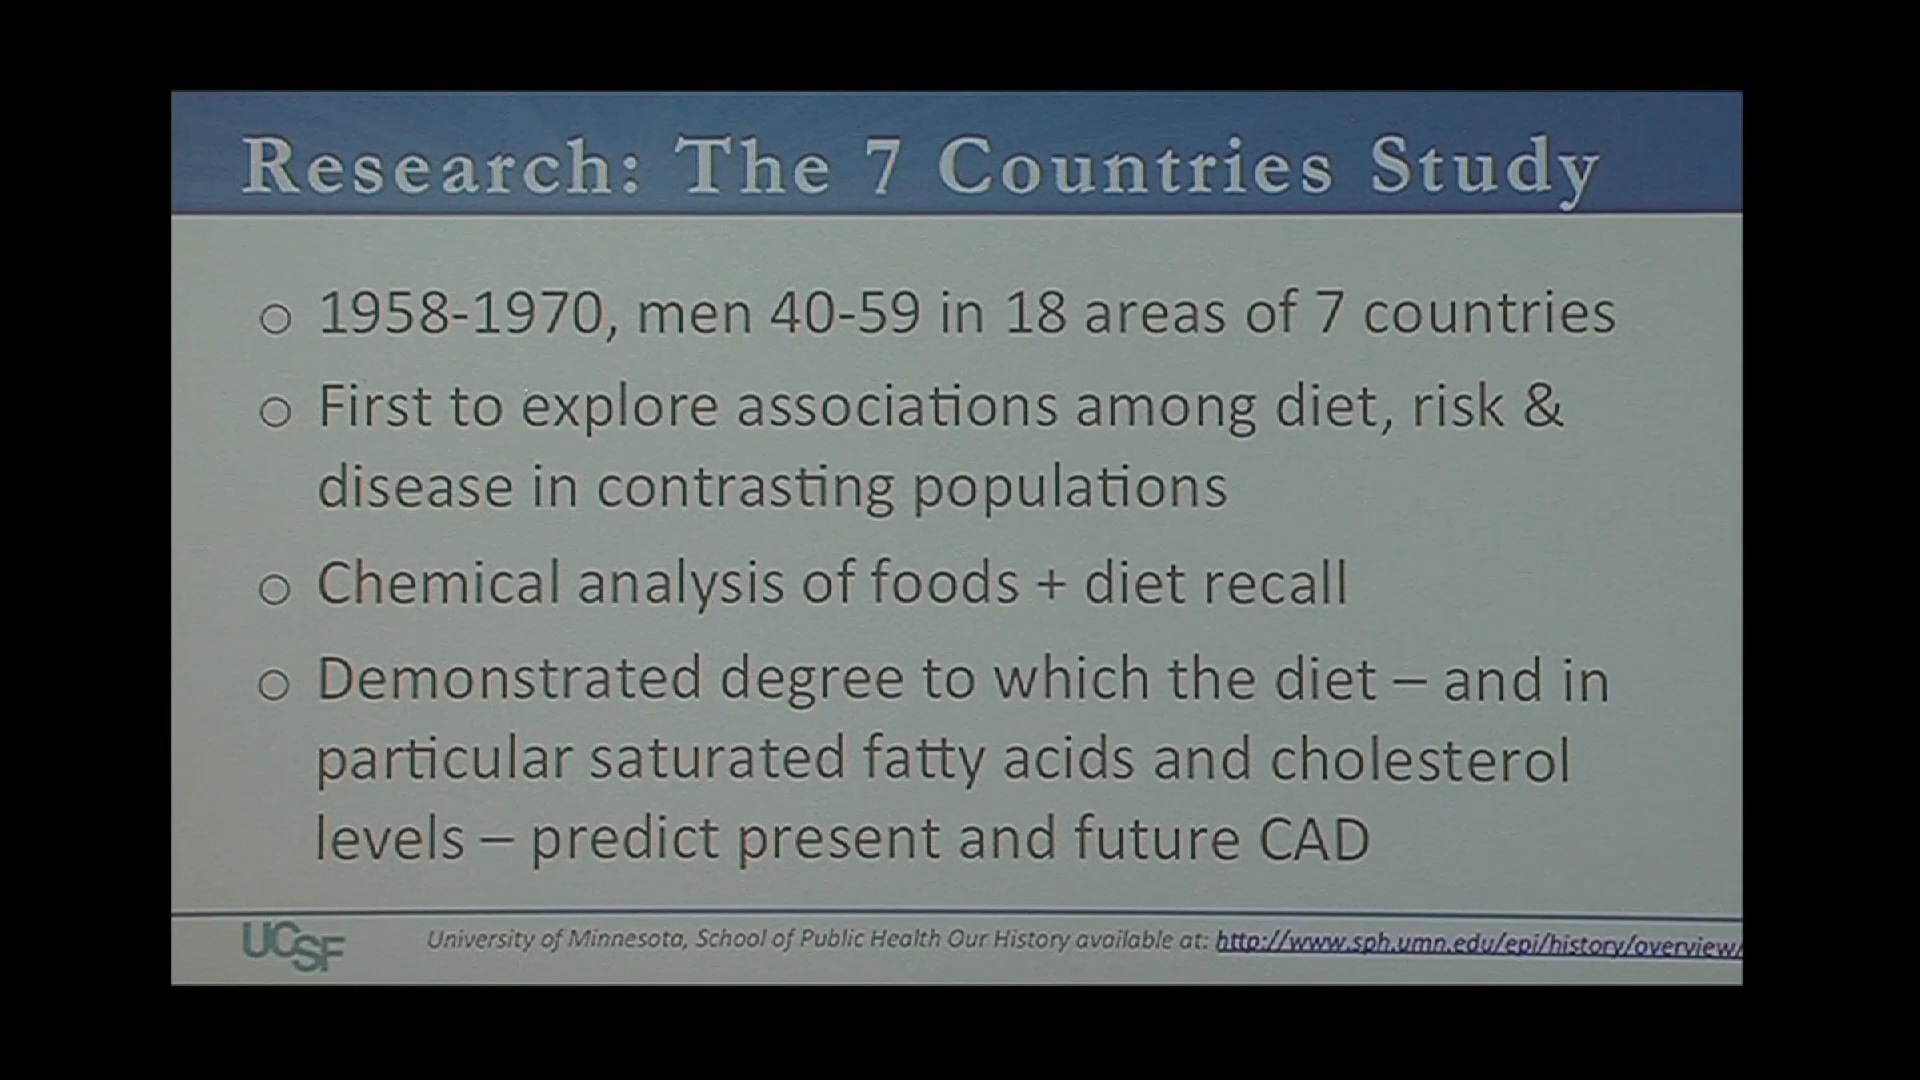 Research: The 7 Countries Study
○ 1958-1970, men 40-59 in 18 areas of 7 countries
○ First to explore associations among diet, risk &
disease in contrasting populations
○ Chemical analysis of foods + diet recall
○ Demonstrated degree to which the diet – and in
particular saturated fatty acids and cholesterol
levels – predict present and future CAD
UCSF
University of Minnesota, School of Public Health Our History available at: http://www.sph.umn.edu/epi/history/overview/